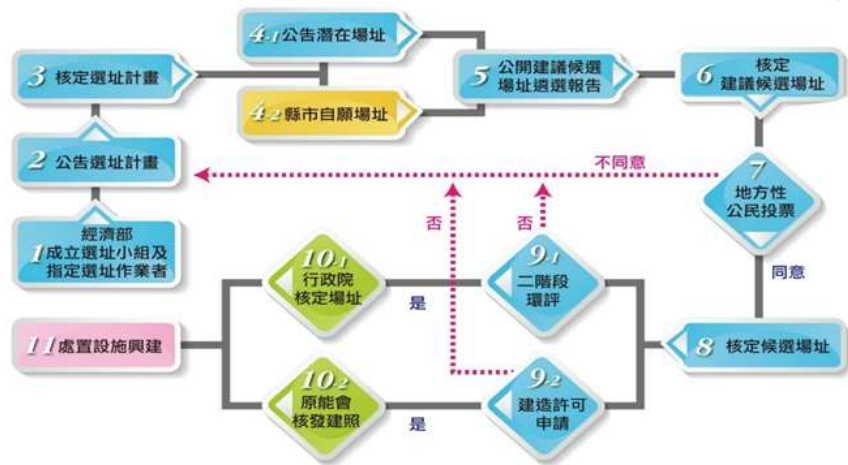 4-1 公告潛在場址
3 核定選址計畫
4-2 縣市自願場址
5 公開建議候選
場址遴選報告
6 核定
建議候選場址
2 公告選址計畫
不同意
7
地方性
公民投票
1 經濟部
成立選址小組及
指定選址作業者
否
否
同意
10-1
行政院
核定場址
是
9-1
二階段
環評
11 處置設施興建
8 核定候選場址
10-2
原能會
核發建照
是
9-2
建造許可
申請